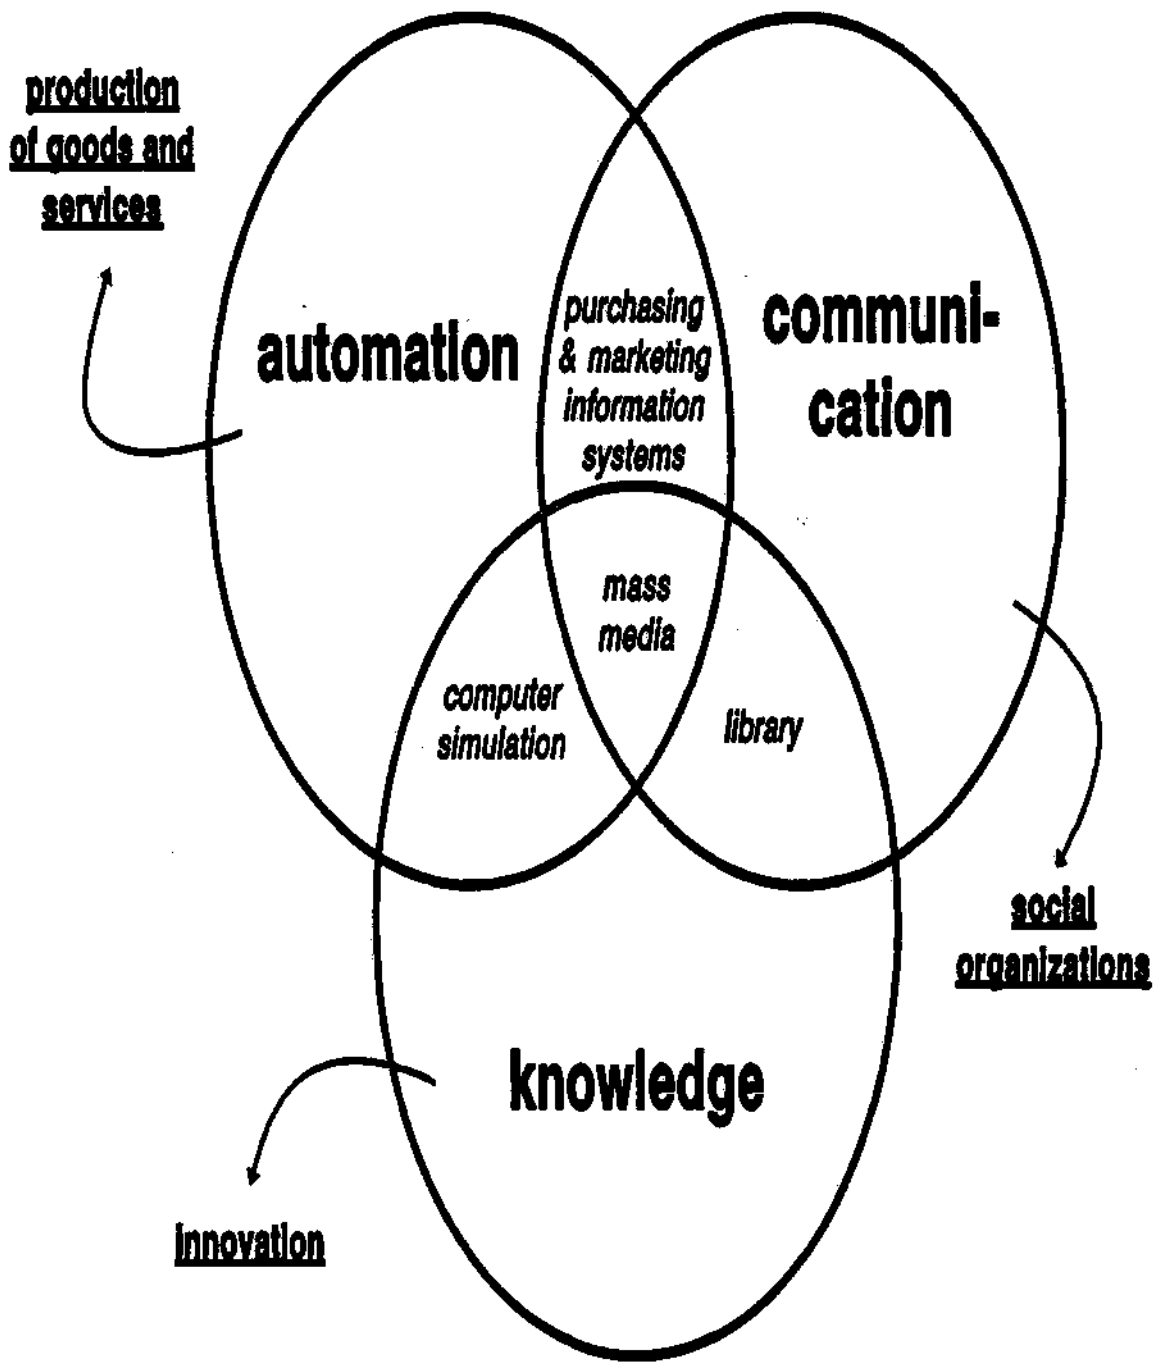 production
of goods and
services
automation
purchasing
& marketing
information
systems
communi-
cation
mass
media
computer
simulation
library
social
organizations
knowledge
innovation